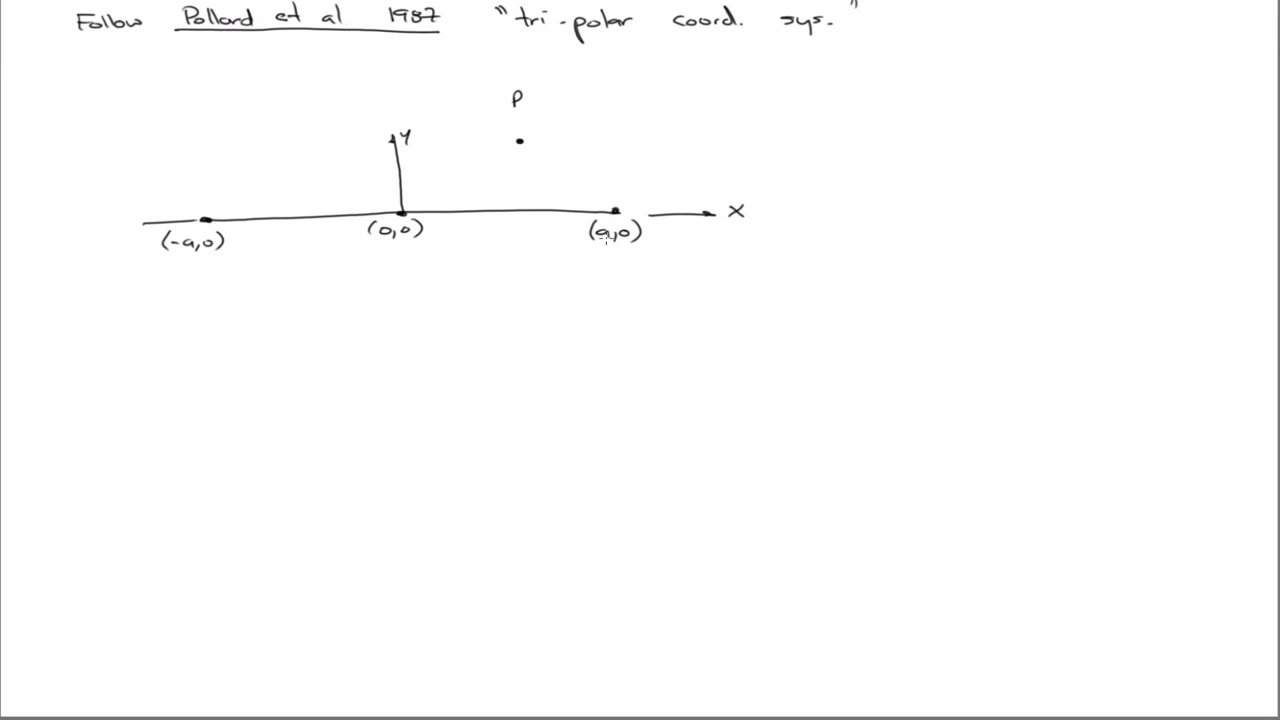 Follow Pollard et al 1987 "tri-polar coord. sys."
P
Y
X
(-a,0) (0,0) (a,0)